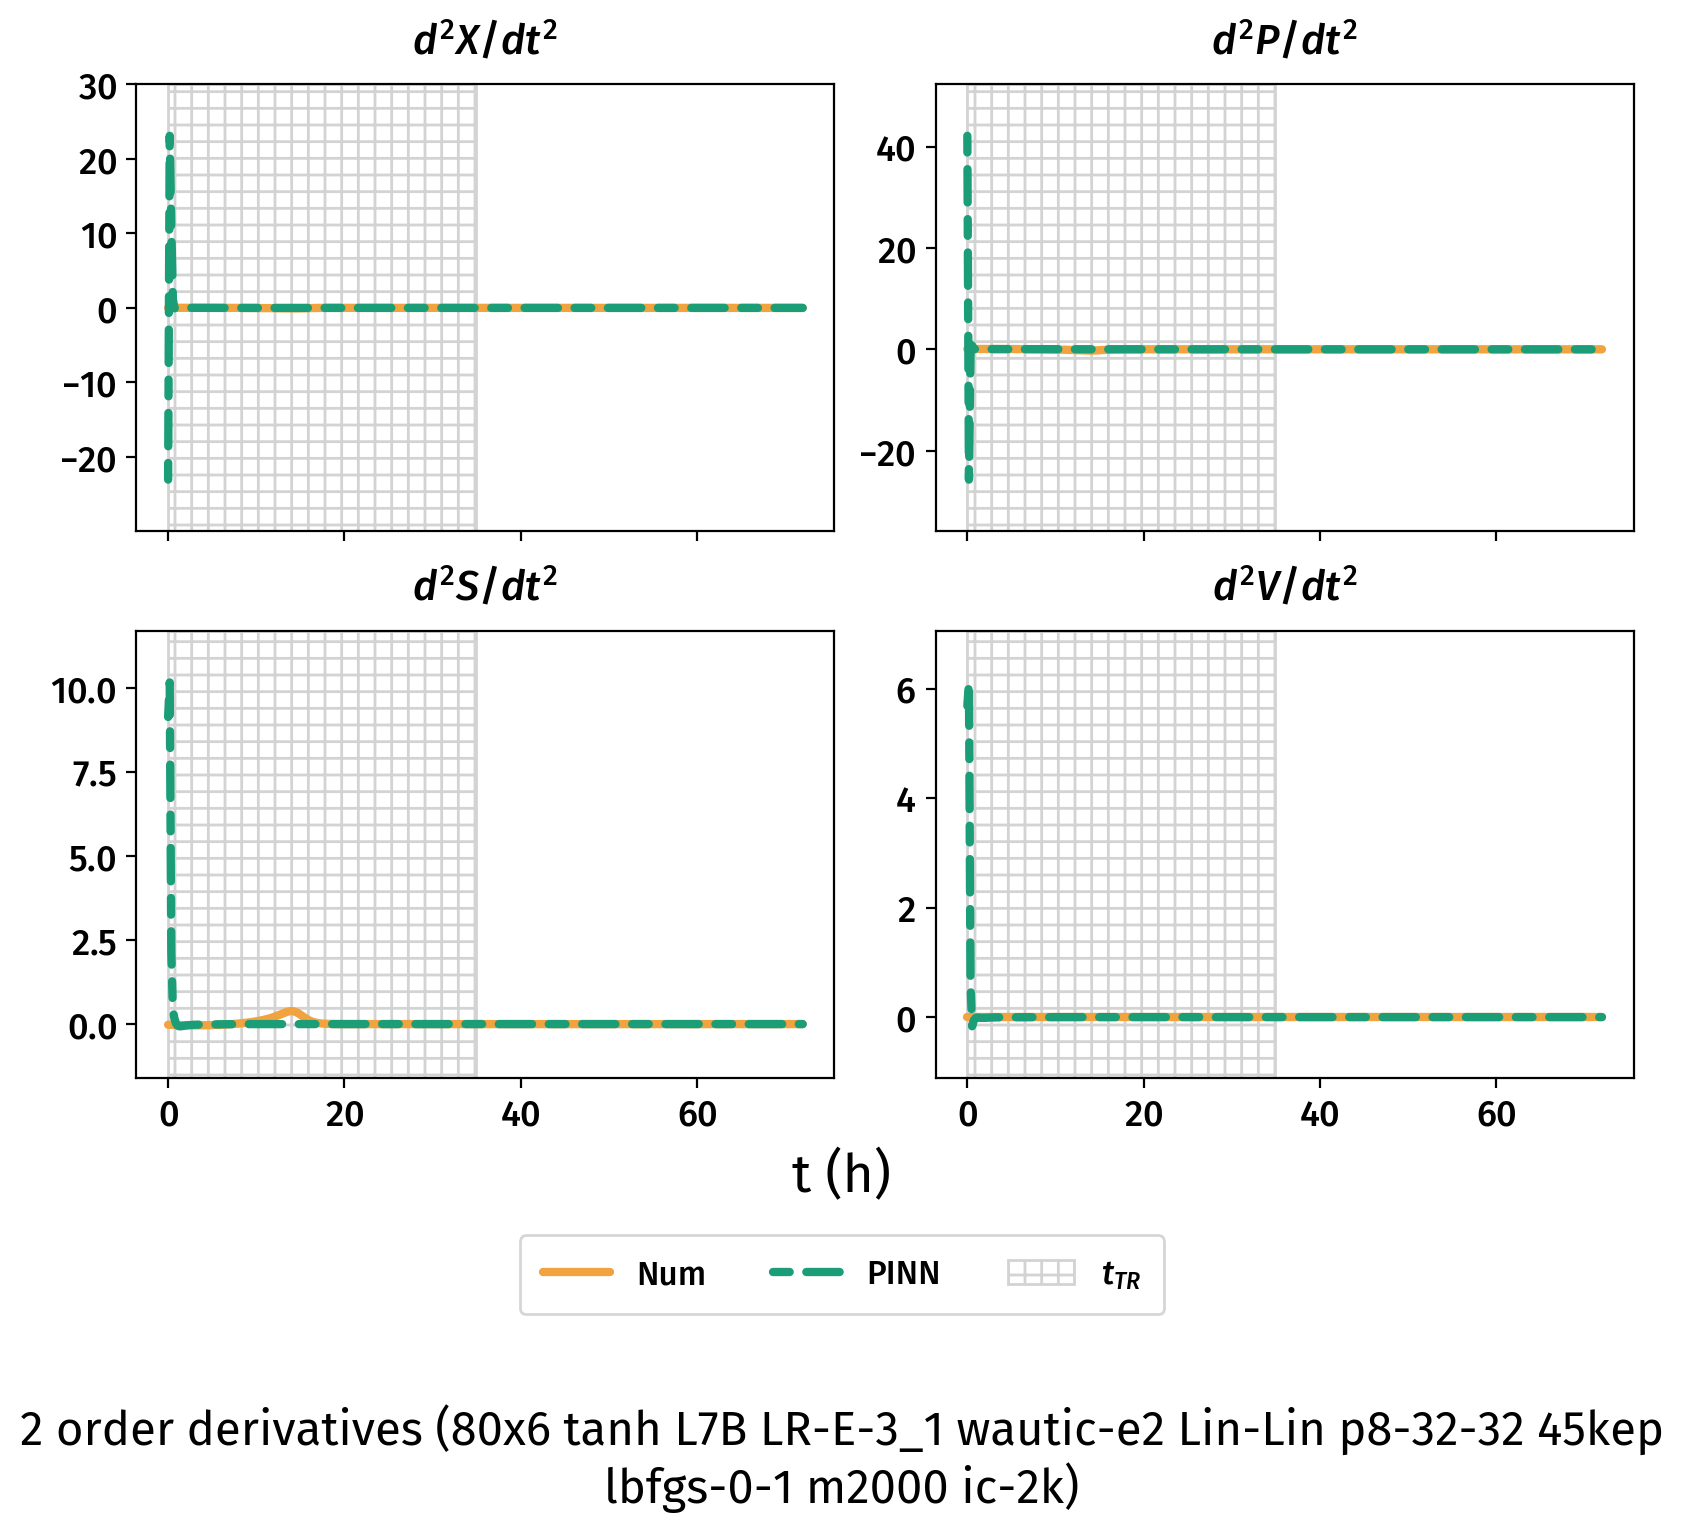 d²X/dt²
d²P/dt²
30
20
10
0
−10
−20
40
20
0
−20
d²S/dt²
d²V/dt²
10.0
7.5
5.0
2.5
0.0
6
4
2
0
0 20 40 60
0 20 40 60
t (h)
Num PINN t_TR
2 order derivatives (80x6 tanh L7B LR-E-3_1 wautic-e2 Lin-Lin p8-32-32 45kep
lbfgs-0-1 m2000 ic-2k)